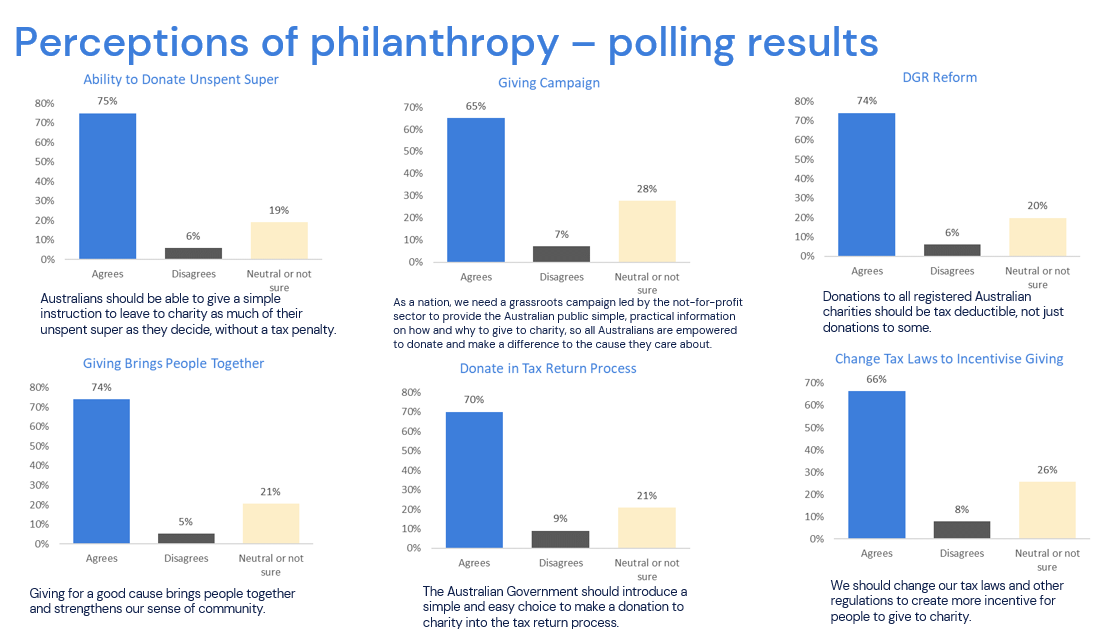 Perceptions of philanthropy – polling results
Ability to Donate Unspent Super
80%
70%
60%
50%
40%
30%
20%
10%
0%
75%
6%
19%
Agrees
Disagrees
Neutral or not
sure
Australians should be able to give a simple
instruction to leave to charity as much of their
unspent super as they decide, without a tax penalty.
Giving Campaign
70%
60%
50%
40%
30%
20%
10%
0%
65%
7%
28%
Agrees
Disagrees
Neutral or not
sure
As a nation, we need a grassroots campaign led by the not-for-profit
sector to provide the Australian public simple, practical information
on how and why to give to charity, so all Australians are empowered
to donate and make a difference to the cause they care about.
DGR Reform
80%
70%
60%
50%
40%
30%
20%
10%
0%
74%
6%
20%
Agrees
Disagrees
Neutral or not
sure
Donations to all registered Australian
charities should be tax deductible, not just
donations to some.
Giving Brings People Together
80%
70%
60%
50%
40%
30%
20%
10%
0%
74%
5%
21%
Agrees
Disagrees
Neutral or not
sure
Giving for a good cause brings people together
and strengthens our sense of community.
Donate in Tax Return Process
80%
70%
60%
50%
40%
30%
20%
10%
0%
70%
9%
21%
Agrees
Disagrees
Neutral or not
sure
The Australian Government should introduce a
simple and easy choice to make a donation to
charity into the tax return process.
Change Tax Laws to Incentivise Giving
70%
60%
50%
40%
30%
20%
10%
0%
66%
8%
26%
Agrees
Disagrees
Neutral or not
sure
We should change our tax laws and other
regulations to create more incentive for
people to give to charity.